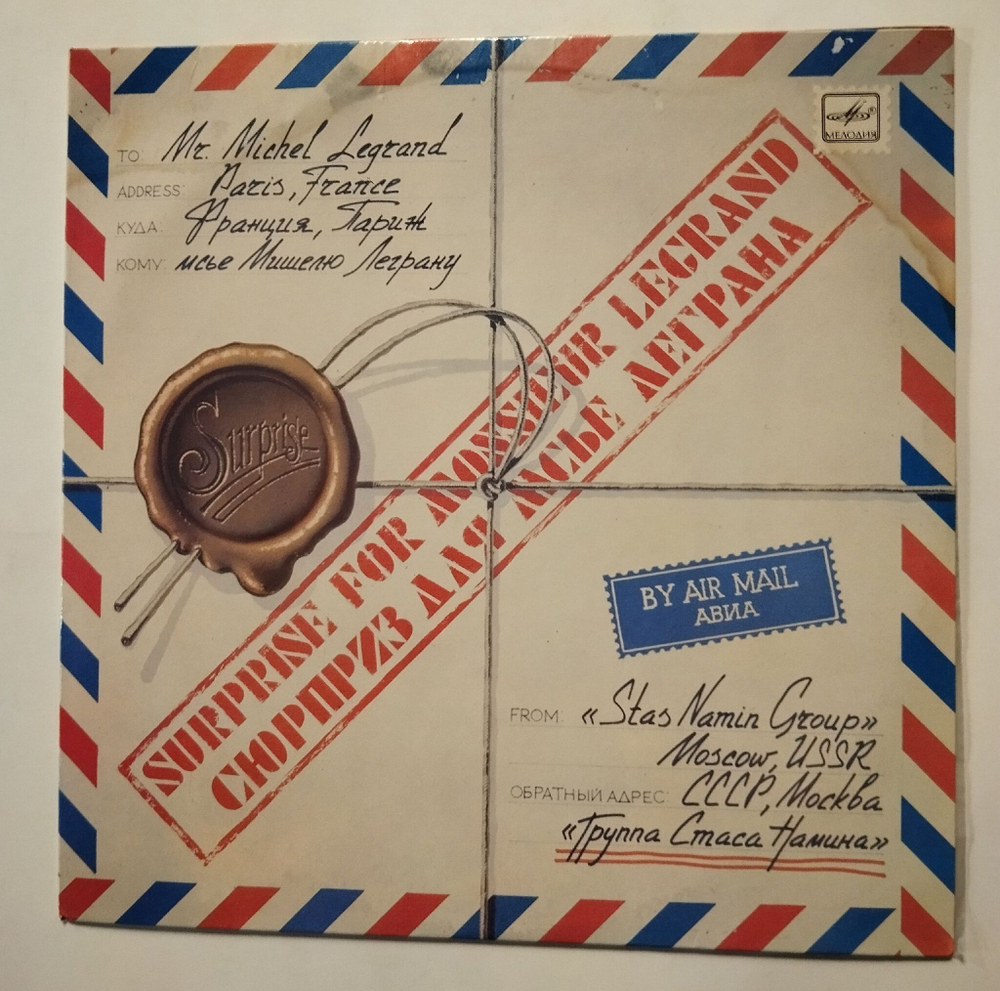 МЕЛОДИЯ
TO: Mr. Michel Legrand
ADDRESS: Paris, France
КУДА: Франция, Париж
КОМУ: мсье Мишелю Леграну
SURPRISE FOR MONSIEUR LEGRAND
СЮРПРИЗ ДЛЯ МСЬЕ ЛЕГРАНА
Surprise
BY AIR MAIL
АВИА
FROM: «Stas Namin Group»
Moscow, USSR
ОБРАТНЫЙ АДРЕС: СССР, Москва
«Группа Стаса Намина»